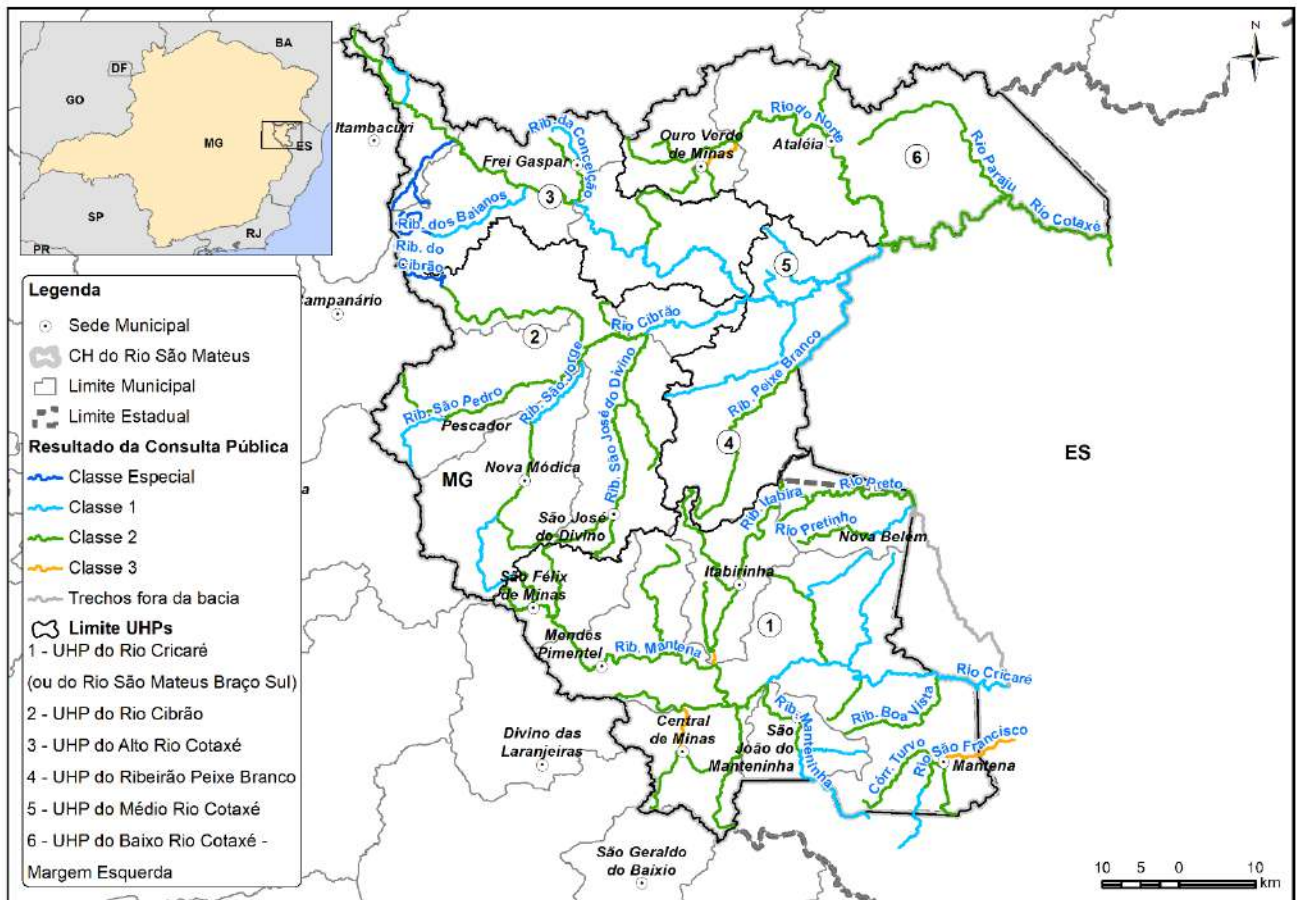 BA
DF
GO
MG
ES
SP
RJ
PR
N
Legenda
Sede Municipal
CH do Rio São Mateus
Limite Municipal
Limite Estadual
Resultado da Consulta Pública
Classe Especial
Classe 1
Classe 2
Classe 3
Trechos fora da bacia
Limite UHPs
1 - UHP do Rio Cricaré
(ou do Rio São Mateus Braço Sul)
2 - UHP do Rio Cibrão
3 - UHP do Alto Rio Cotaxé
4 - UHP do Ribeirão Peixe Branco
5 - UHP do Médio Rio Cotaxé
6 - UHP do Baixo Rio Cotaxé -
Margem Esquerda
Itambacuri
Rib. da Conceição
Frei Gaspar
Ouro Verde
de Minas
Rio do Norte
Ataléia
6
Rio Paraju
Rio Cotaxé
3
Rib. dos Baianos
Rib. do
Cibrão
5
ampanário
Rio Cibrão
2
Rib. São Jorge
Rib. São José do Divino
Rib. Peixe Branco
Rib. São Pedro
Pescador
4
ES
MG
Nova Módica
Rib. Itabira
Rio Preto
Rio Pretinho
Nova Belém
São José
do Divino
Itabirinha
São Félix
de Minas
1
Mendes
Pimentel
Rib. Mantena
Rio Cricaré
Rib. Boa Vista
Rib. Manteninha
Central
de Minas
São
João do
Manteninha
Divino das
Laranjeiras
Córr. Turvo
Rio São Francisco
Mantena
São Geraldo
do Baixio
10 5 0 10
km